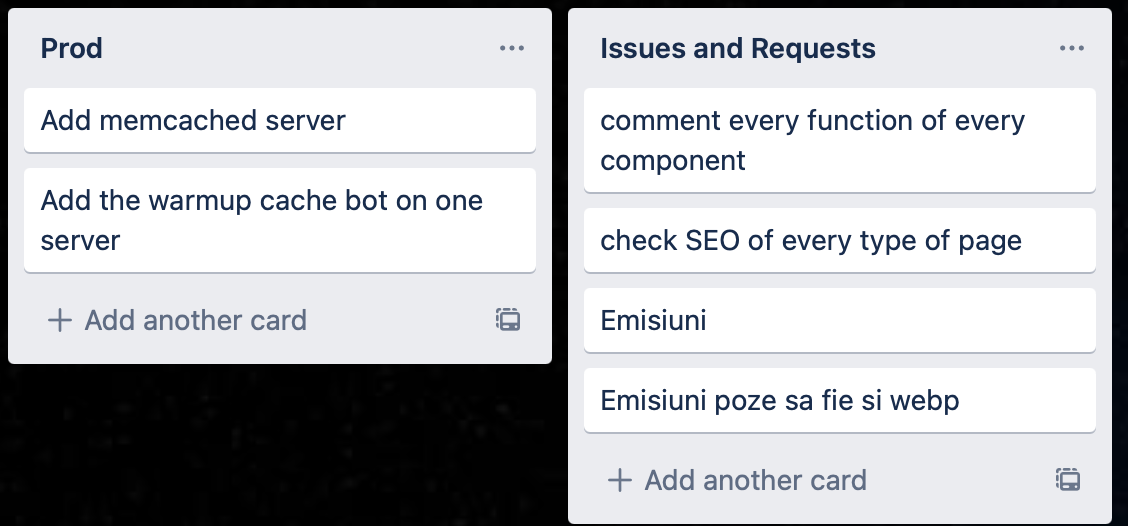 Prod
Add memcached server
Add the warmup cache bot on one
server
Add another card
Issues and Requests
comment every function of every
component
check SEO of every type of page
Emisiuni
Emisiuni poze sa fie si webp
Add another card